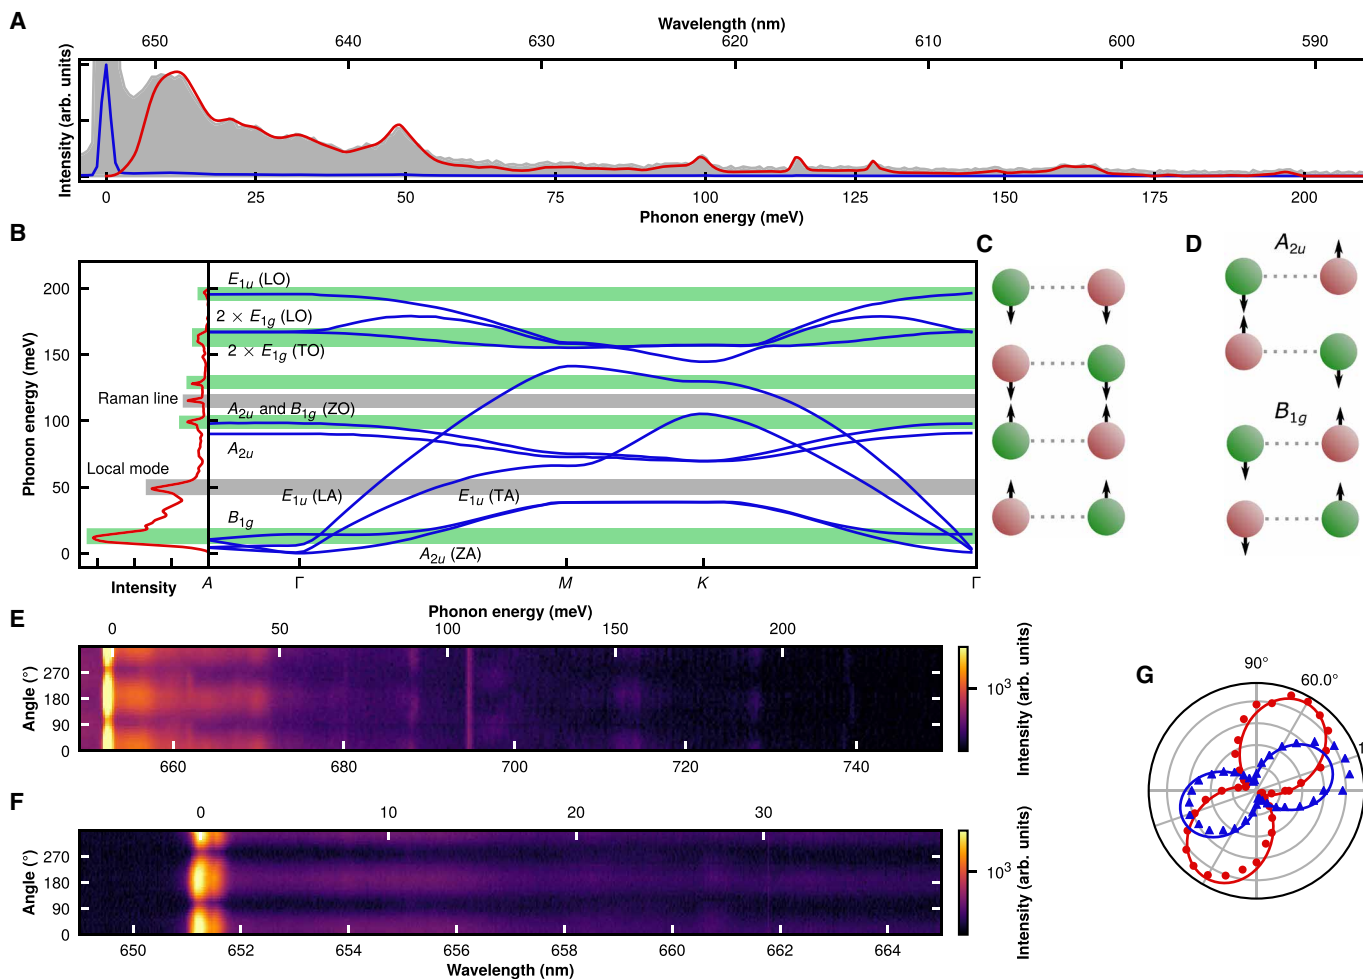 A
Wavelength (nm)
650 640 630 620 610 600 590
Intensity (arb. units)
0 25 50 75 100 125 150 175 200
Phonon energy (meV)
B
C
D
A2u
B1g
Phonon energy (meV)
200
150
100
50
0
E1u (LO)
2 × E1g (LO)
2 × E1g (TO)
Raman line
A2u and B1g (ZO)
A2u
Local mode
E1u (LA)
E1u (TA)
B1g
A2u (ZA)
Intensity
A Γ M K Γ
E
Phonon energy (meV)
0 50 100 150 200
Angle (°)
270
180
90
0
660 680 700 720 740
10³
Intensity (arb. units)
F
0 10 20 30
Angle (°)
270
180
90
0
650 652 654 656 658 660 662 664
Wavelength (nm)
10³
Intensity (arb. units)
G
90°
60.0°